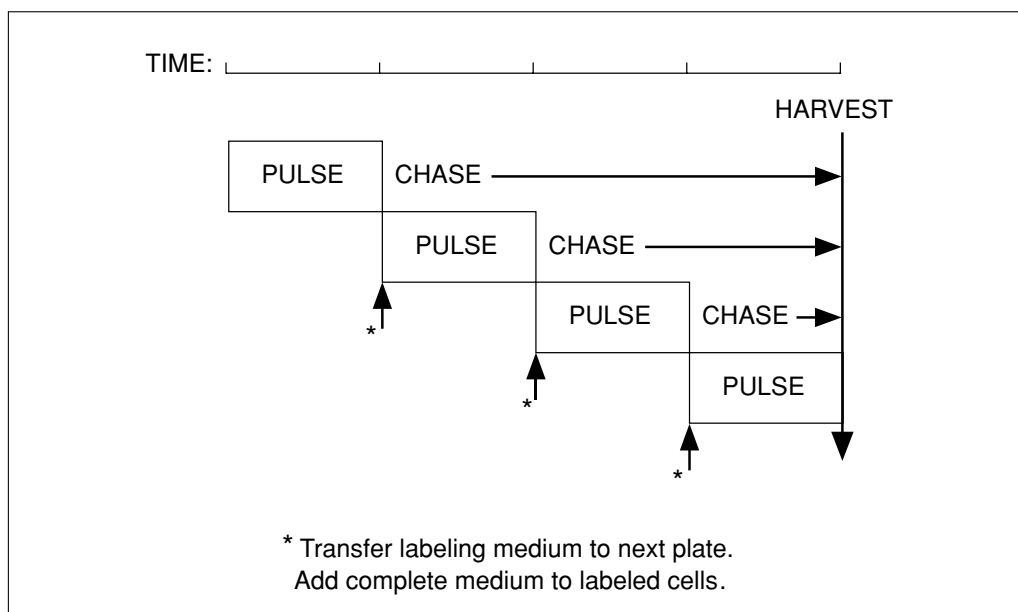 TIME:
HARVEST
PULSE CHASE
PULSE CHASE
*
PULSE CHASE
*
PULSE
*
* Transfer labeling medium to next plate.
Add complete medium to labeled cells.